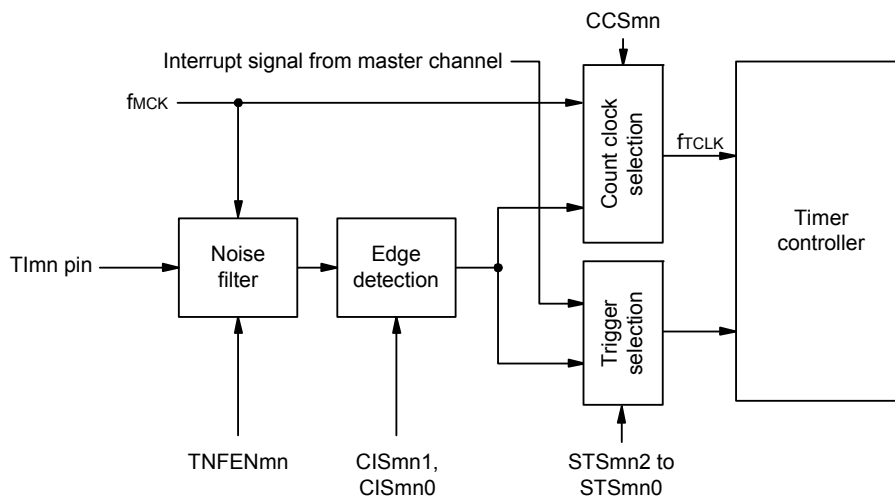 CCSmn
Interrupt signal from master channel
fMCK
Count clock
selection
fTCLK
Timer
controller
TImn pin
Noise
filter
Edge
detection
Trigger
selection
TNFENmn
CISmn1,
CISmn0
STSmn2 to
STSmn0